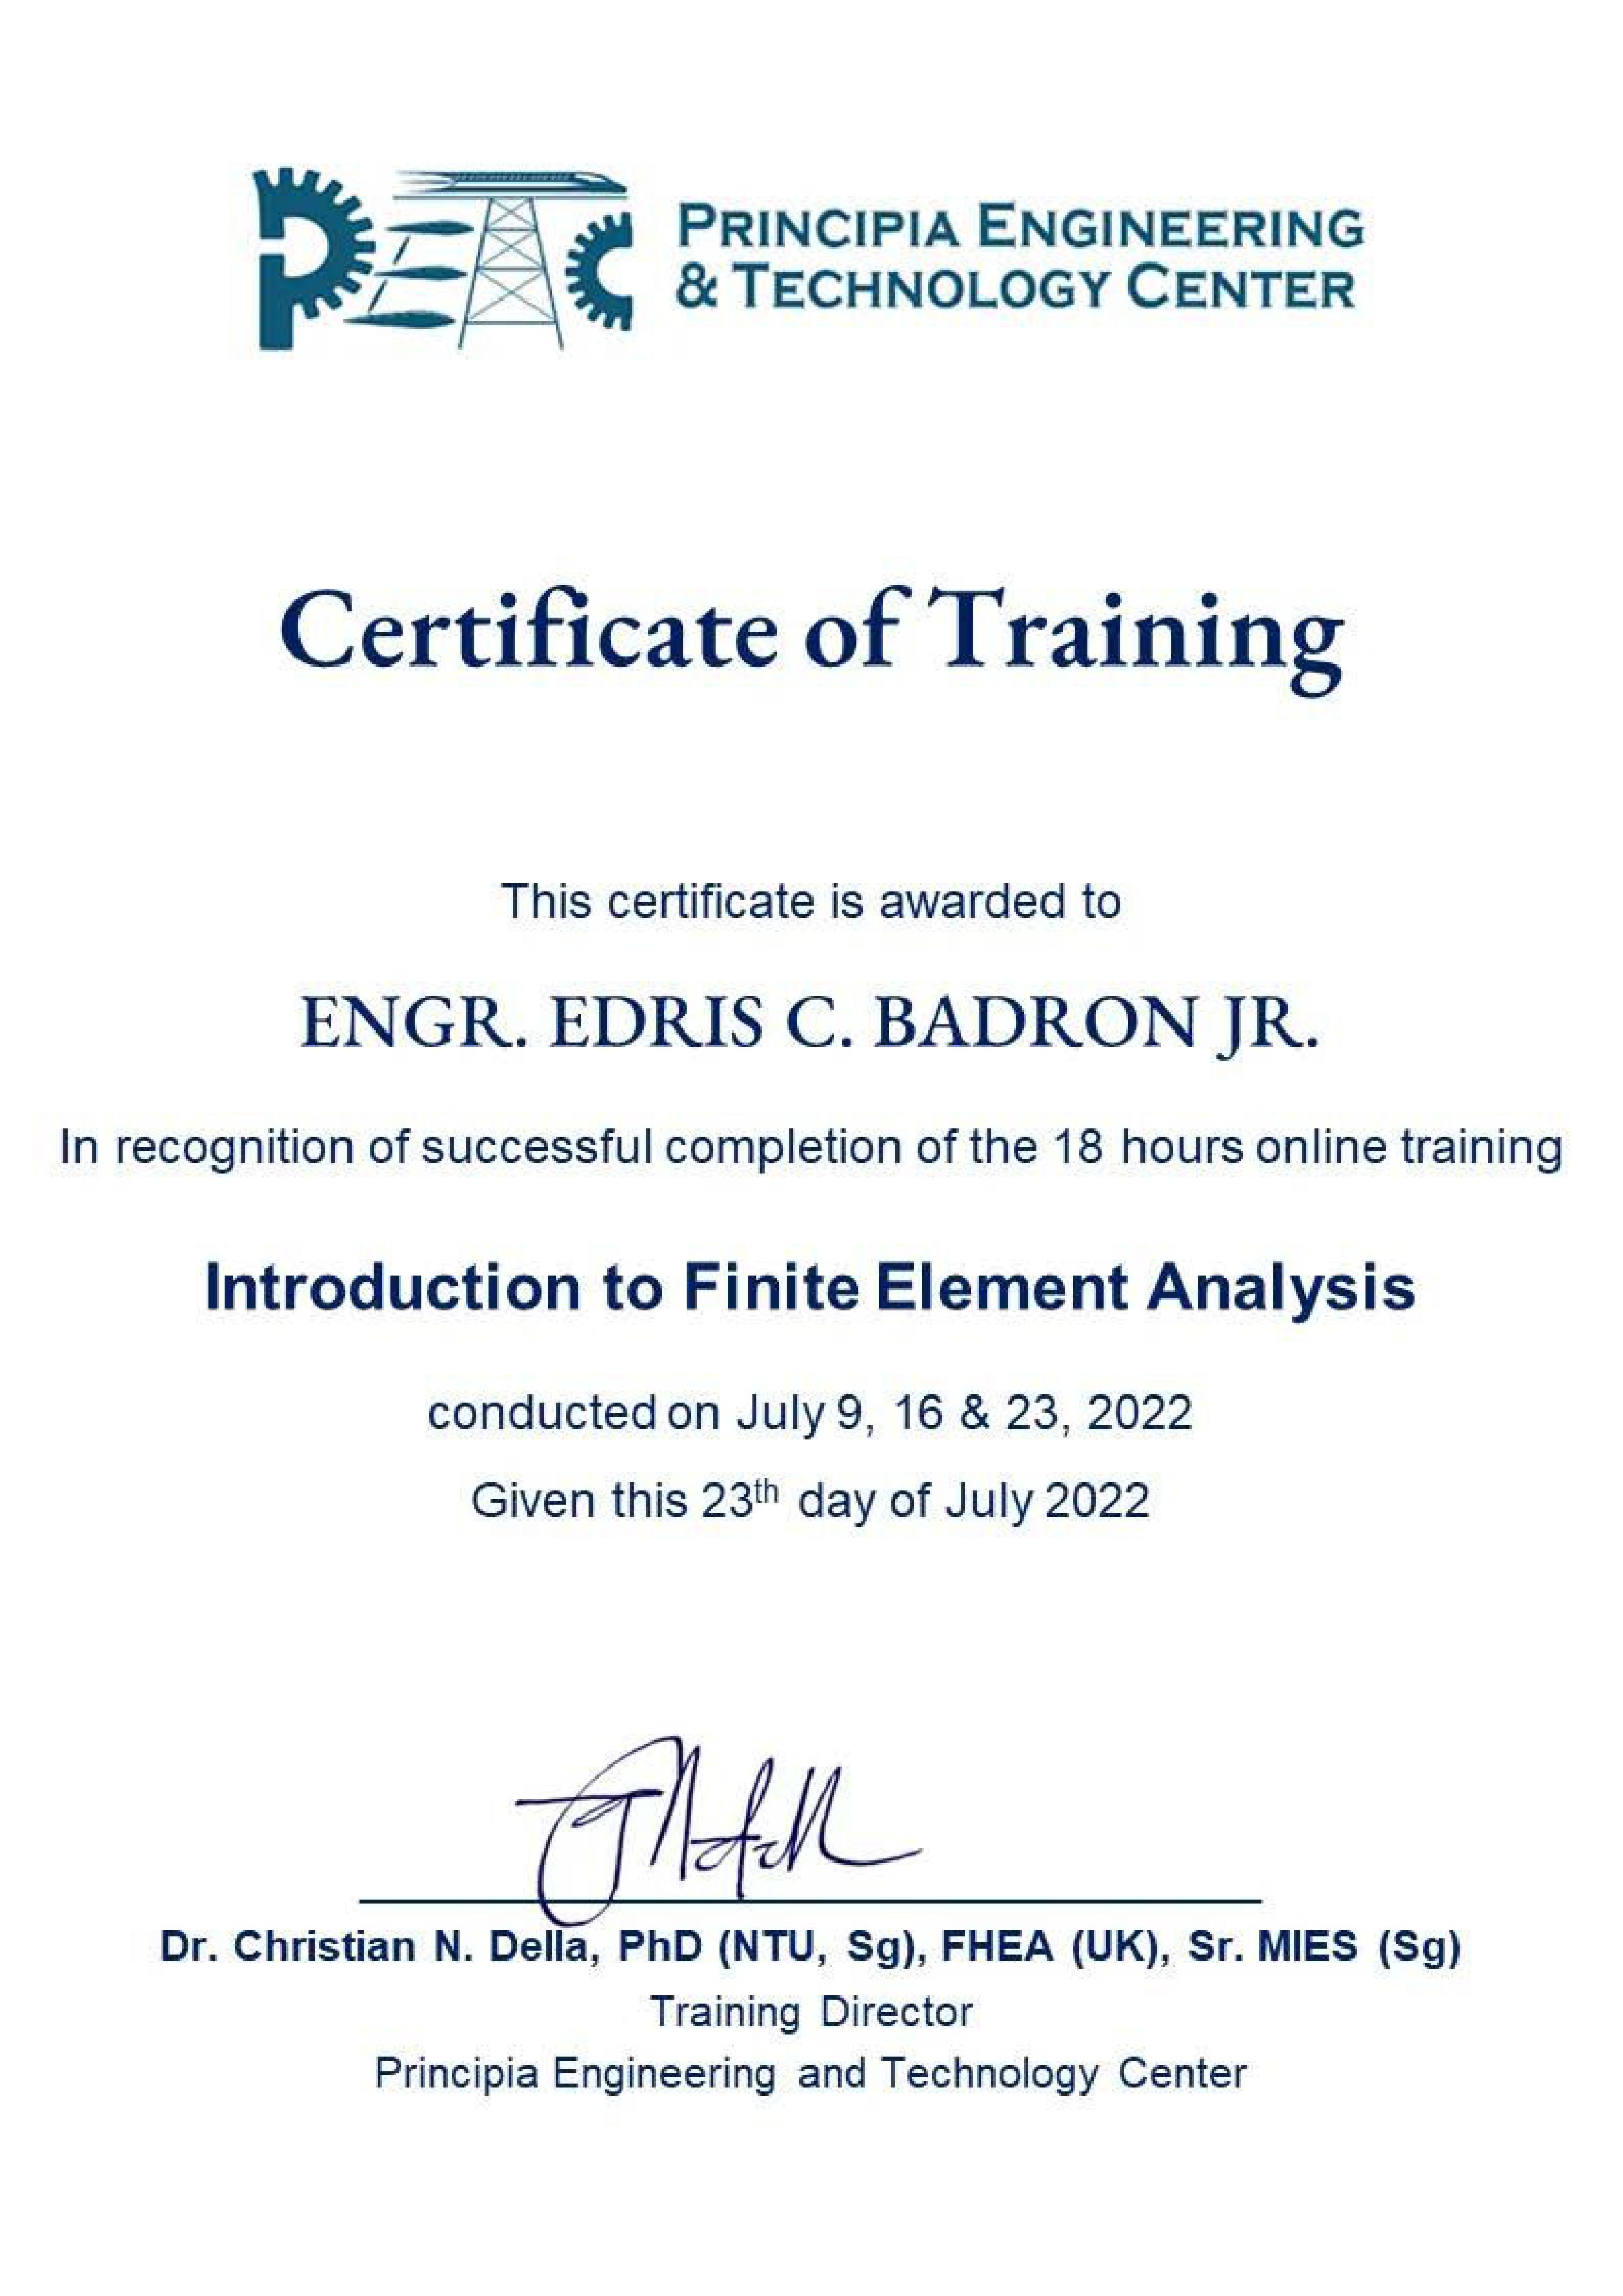 PRINCIPIA ENGINEERING
& TECHNOLOGY CENTER
Certificate of Training
This certificate is awarded to
ENGR. EDRIS C. BADRON JR.
In recognition of successful completion of the 18 hours online training
Introduction to Finite Element Analysis
conducted on July 9, 16 & 23, 2022
Given this 23th day of July 2022
Dr. Christian N. Della, PhD (NTU, Sg), FHEA (UK), Sr. MIES (Sg)
Training Director
Principia Engineering and Technology Center